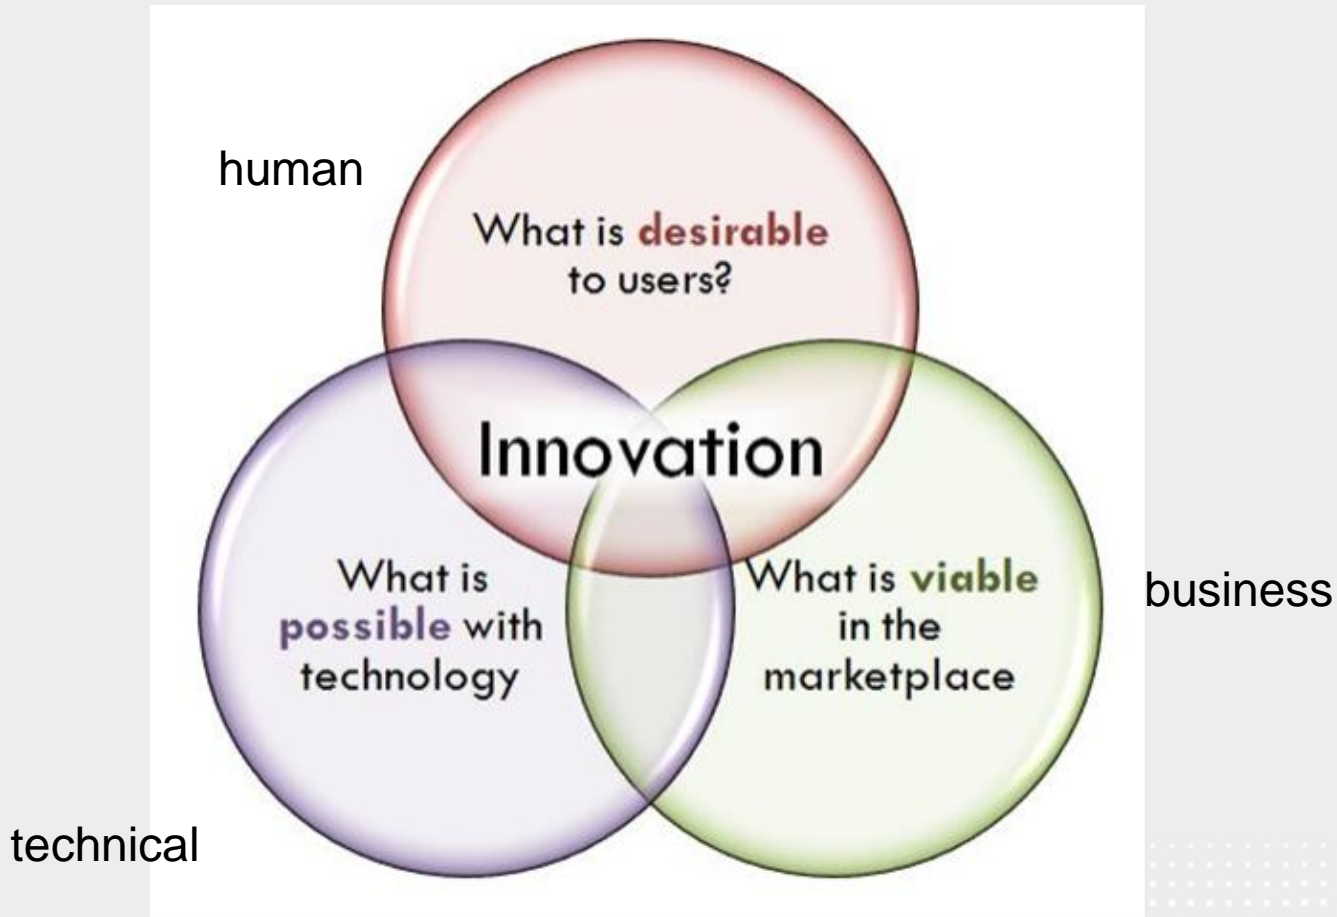 human
What is desirable
to users?
Innovation
What is
possible with
technology
What is viable
in the
marketplace
business
technical